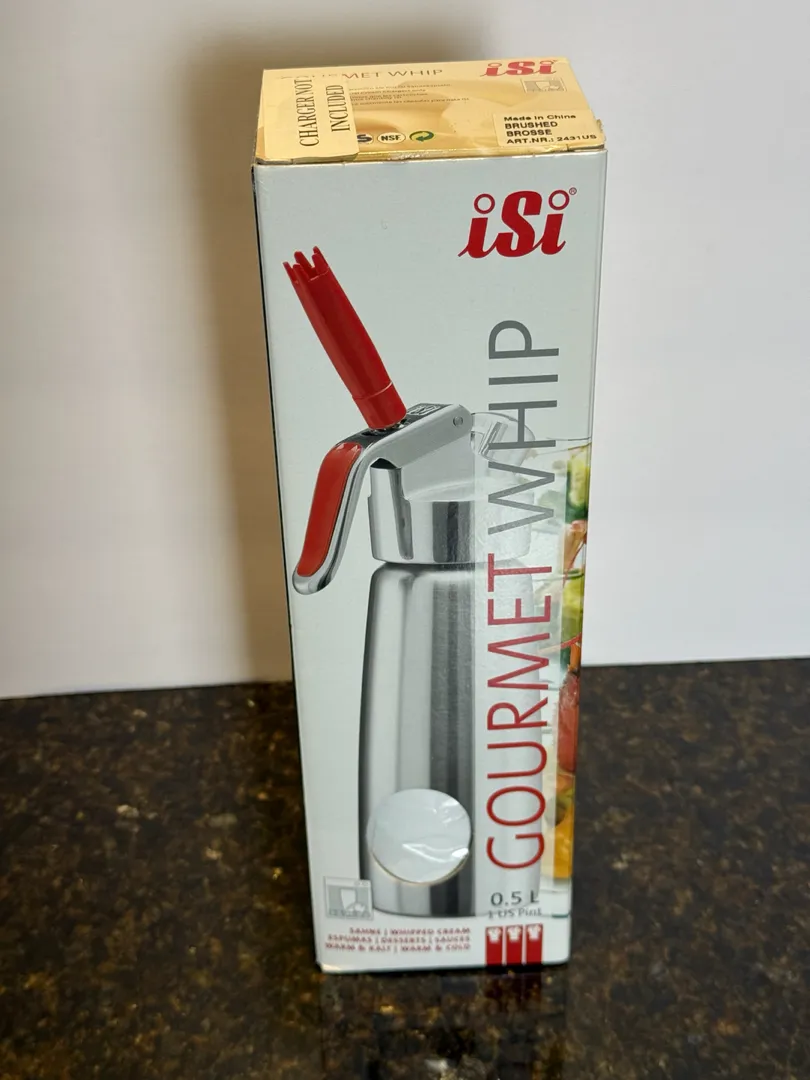 MET WHIP
iSi
CHARGER NOT
INCLUDED
NSF
Made in China
BRUSHED
BROSSE
ART.NR.: 2431US
iSi®
GOURMET WHIP
0.5 L
1 US Pint
SAHNE | WHIPPED CREAM
ESPUMAS | DESSERTS | SAUCES
WARM & KALT | WARM & COLD